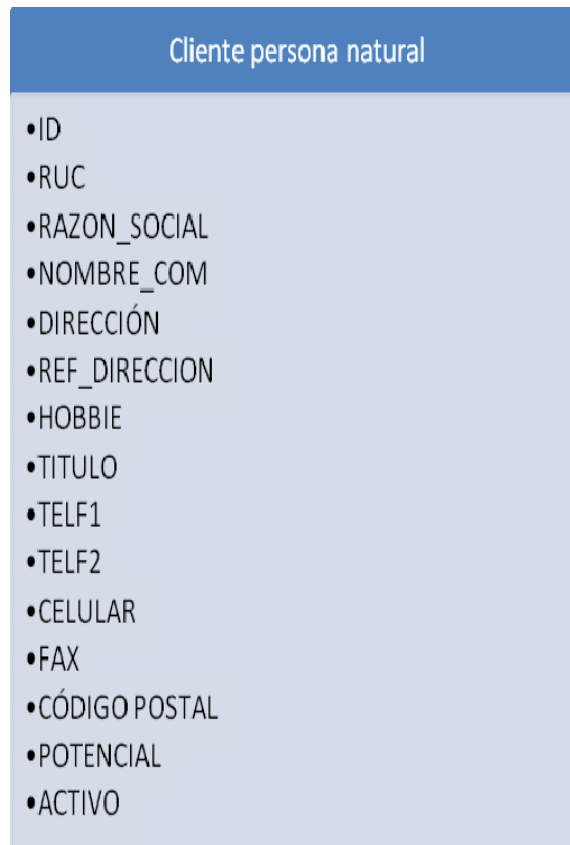 Cliente persona natural
•ID
•RUC
•RAZON_SOCIAL
•NOMBRE_COM
•DIRECCIÓN
•REF_DIRECCION
•HOBBIE
•TITULO
•TELF1
•TELF2
•CELULAR
•FAX
•CÓDIGO POSTAL
•POTENCIAL
•ACTIVO